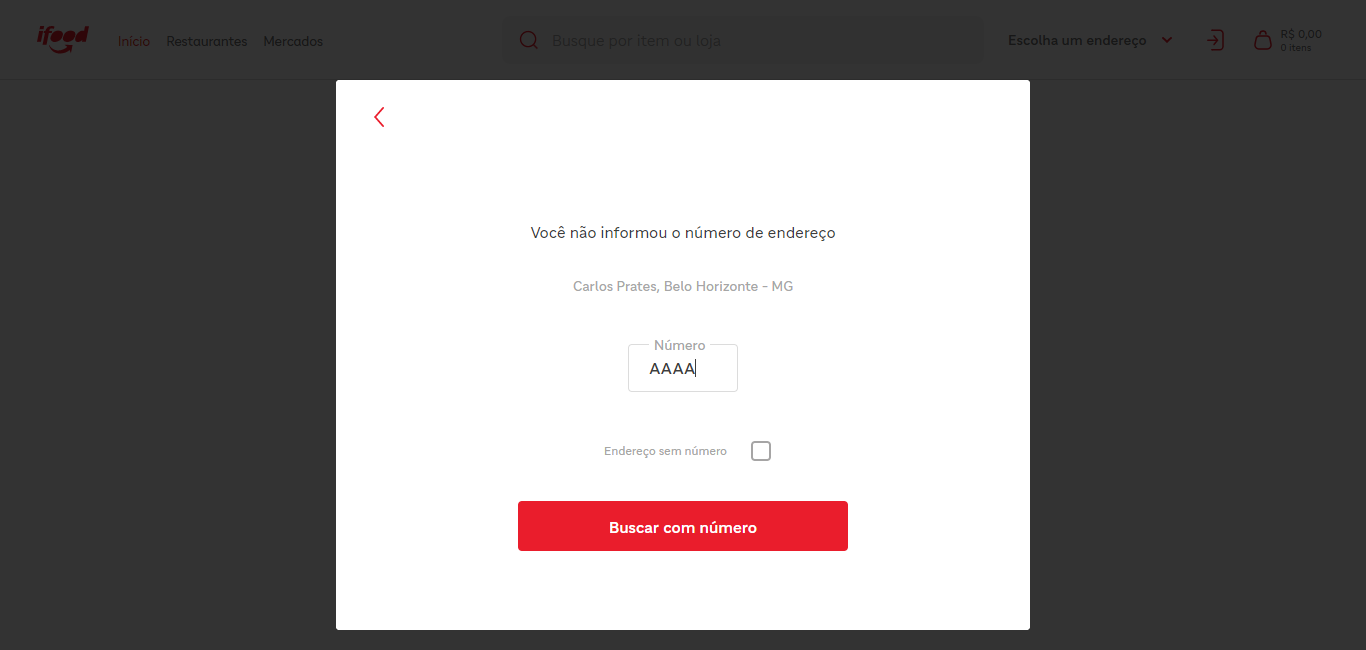 ifood
Início Restaurantes Mercados
Busque por item ou loja
Escolha um endereço
R$ 0,00
0 itens
Você não informou o número de endereço
Carlos Prates, Belo Horizonte - MG
Número
AAAA
Endereço sem número
Buscar com número